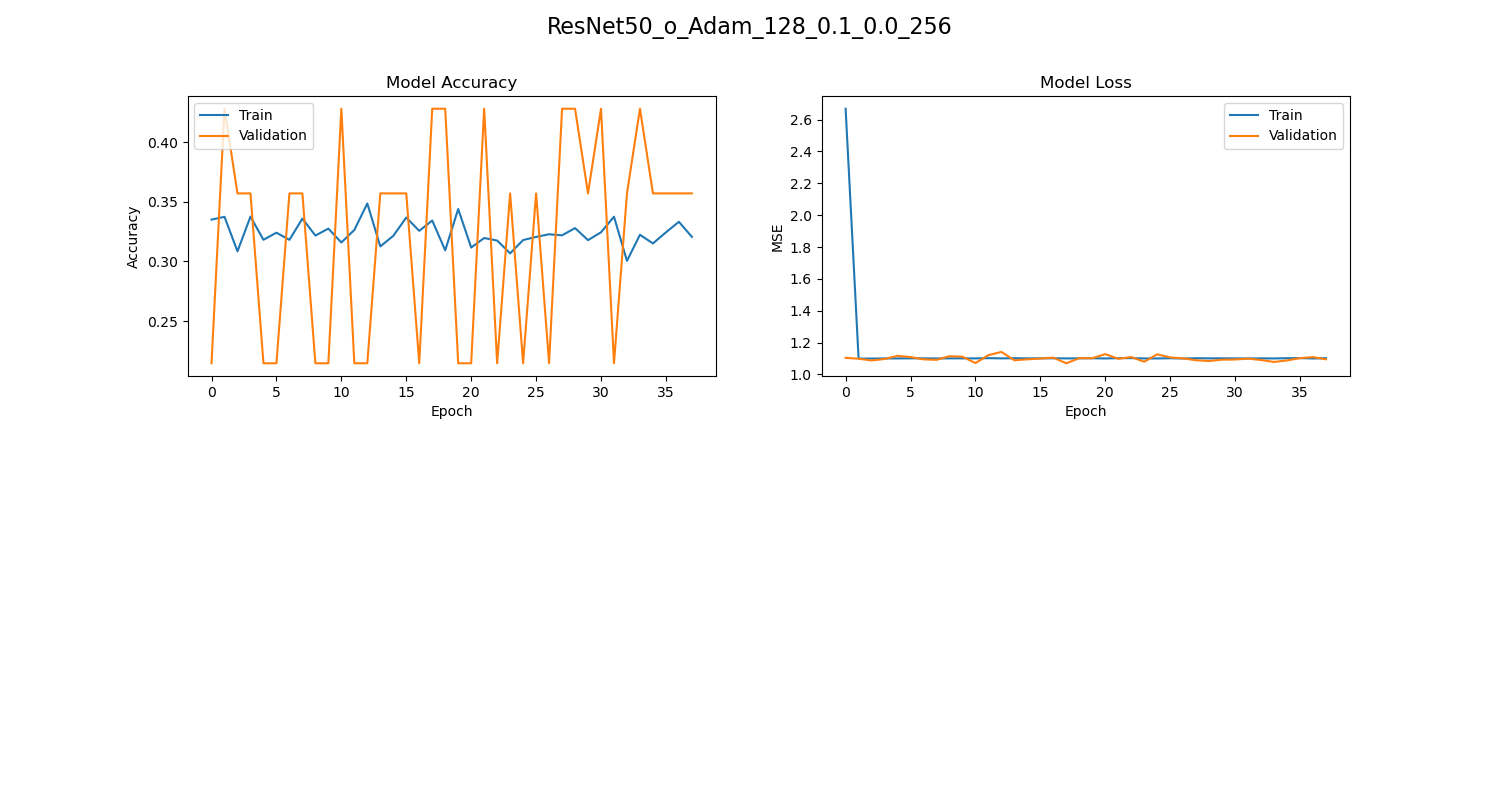 ResNet50_o_Adam_128_0.1_0.0_256
Model Accuracy
Train
Validation
0.40
0.35
0.30
0.25
Accuracy
0 5 10 15 20 25 30 35
Epoch
Model Loss
Train
Validation
2.6
2.4
2.2
2.0
1.8
1.6
1.4
1.2
1.0
MSE
0 5 10 15 20 25 30 35
Epoch